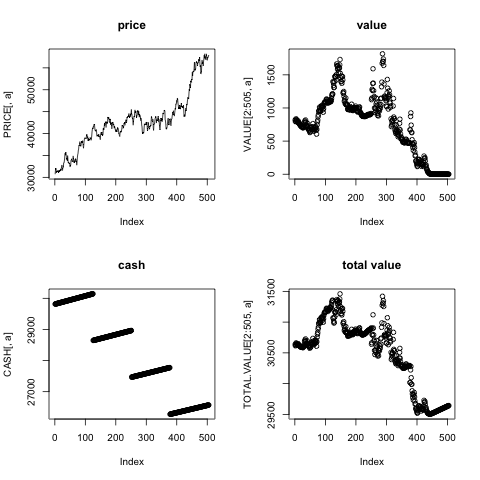 price
value
PRICE[, a]
30000 40000 50000
VALUE[2:505, a]
0 500 1000 1500
0 100 200 300 400 500
0 100 200 300 400 500
Index
Index
cash
total value
CASH[, a]
27000 29000
TOTAL.VALUE[2:505, a]
29500 30500 31500
0 100 200 300 400 500
0 100 200 300 400 500
Index
Index